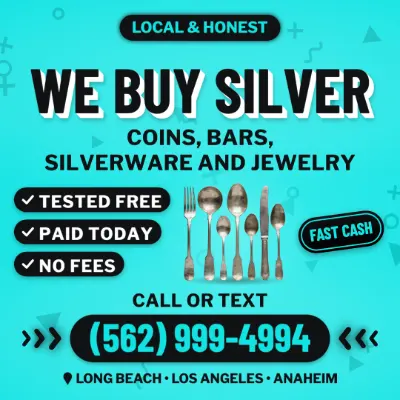 LOCAL & HONEST
WE BUY SILVER
COINS, BARS,
SILVERWARE AND JEWELRY
TESTED FREE
PAID TODAY
NO FEES
FAST CASH
CALL OR TEXT
(562) 999-4994
LONG BEACH • LOS ANGELES • ANAHEIM